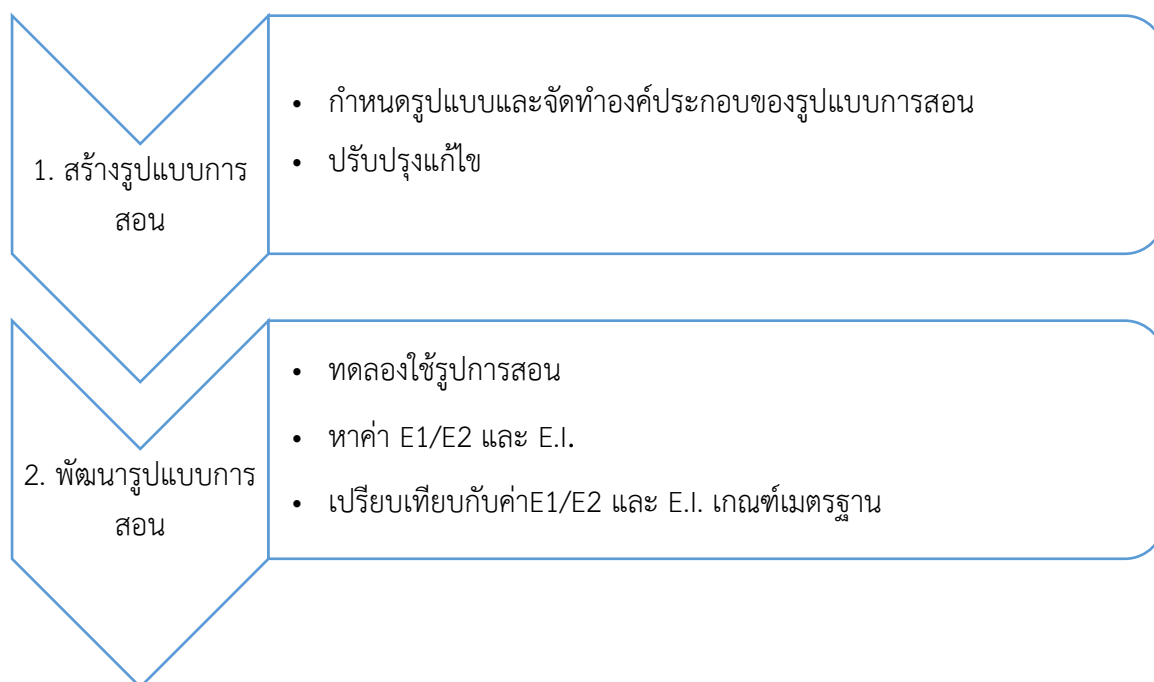 1. สร้างรูปแบบการ
สอน
• กำหนดรูปแบบและจัดทำองค์ประกอบของรูปแบบการสอน
• ปรับปรุงแก้ไข
2. พัฒนารูปแบบการ
สอน
• ทดลองใช้รูปการสอน
• หาค่า E1/E2 และ E.I.
• เปรียบเทียบกับค่าE1/E2 และ E.I. เกณฑ์เมตรฐาน